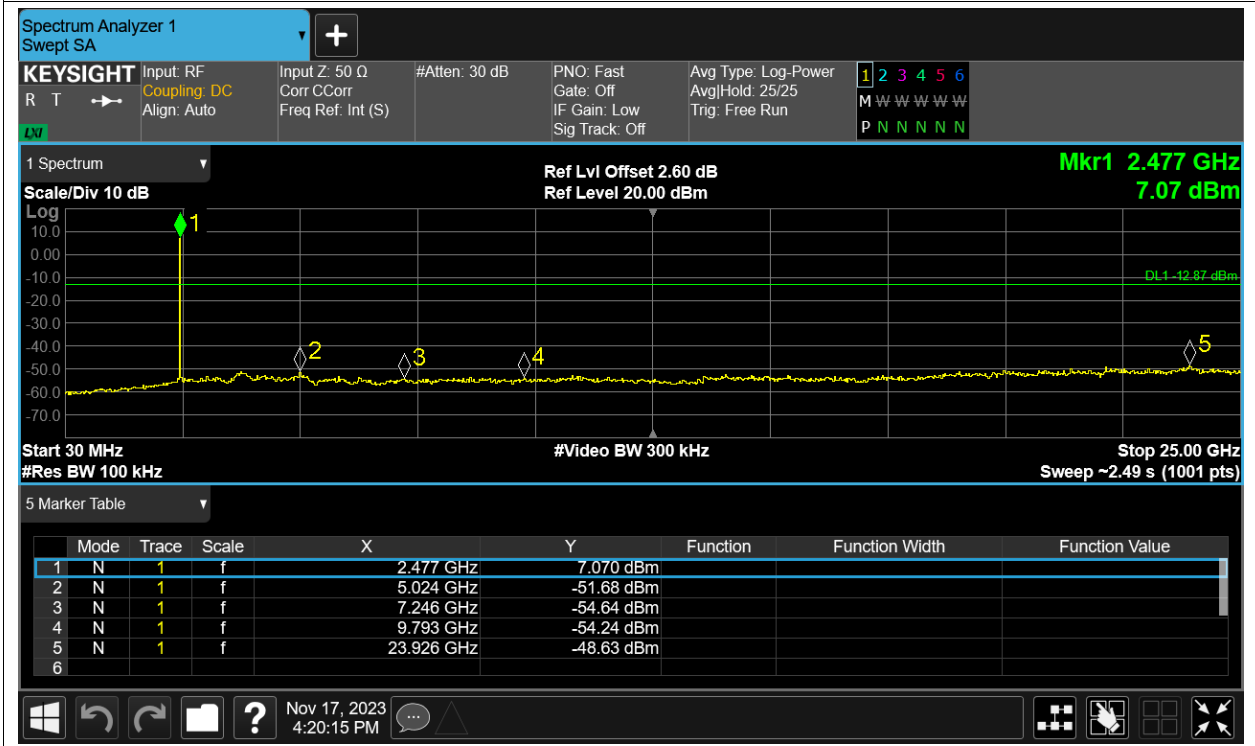 Spectrum Analyzer 1
Swept SA
KEYSIGHT
R T
LXI
Input: RF
Coupling: DC
Align: Auto
Input Z: 50 Ω
Corr CCorr
Freq Ref: Int (S)
#Atten: 30 dB
PNO: Fast
Gate: Off
IF Gain: Low
Sig Track: Off
Avg Type: Log-Power
Avg|Hold: 25/25
Trig: Free Run
1 2 3 4 5 6
M W W W W W
P N N N N N
1 Spectrum
Scale/Div 10 dB
Ref Lvl Offset 2.60 dB
Ref Level 20.00 dBm
Mkr1 2.477 GHz
7.07 dBm
Log
10.0
0.00
-10.0
-20.0
-30.0
-40.0
-50.0
-60.0
-70.0
1
DL1 -12.87 dBm
2
3
4
5
Start 30 MHz
#Video BW 300 kHz
Stop 25.00 GHz
#Res BW 100 kHz
Sweep ~2.49 s (1001 pts)
5 Marker Table
Mode Trace Scale X Y Function Function Width Function Value
1 N 1 f 2.477 GHz 7.070 dBm
2 N 1 f 5.024 GHz -51.68 dBm
3 N 1 f 7.246 GHz -54.64 dBm
4 N 1 f 9.793 GHz -54.24 dBm
5 N 1 f 23.926 GHz -48.63 dBm
6
?
Nov 17, 2023
4:20:15 PM